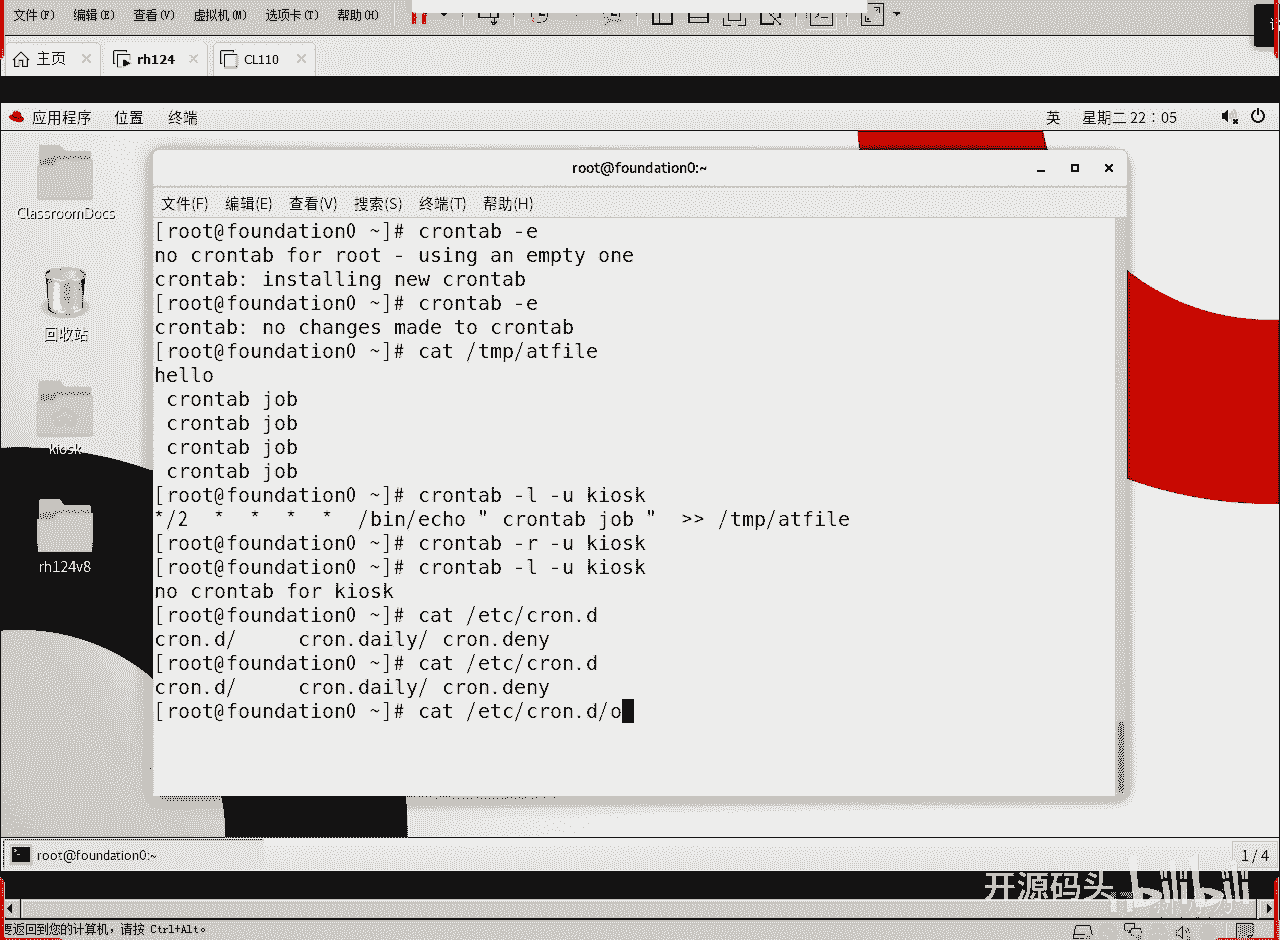 文件(F) 编辑(E) 查看(V) 虚拟机(M) 选项卡(T) 帮助(H)
主页 rh124 CL110
应用程序 位置 终端 英 星期二 22：05
ClassroomDocs
回收站
kiosk
rh124v8
root@foundation0:~
文件(F) 编辑(E) 查看(V) 搜索(S) 终端(T) 帮助(H)
[root@foundation0 ~]# crontab -e
no crontab for root - using an empty one
crontab: installing new crontab
[root@foundation0 ~]# crontab -e
crontab: no changes made to crontab
[root@foundation0 ~]# cat /tmp/atfile
hello
 crontab job
 crontab job
 crontab job
 crontab job
[root@foundation0 ~]# crontab -l -u kiosk
*/2  *  *  *  *  /bin/echo " crontab job "  >> /tmp/atfile
[root@foundation0 ~]# crontab -r -u kiosk
[root@foundation0 ~]# crontab -l -u kiosk
no crontab for kiosk
[root@foundation0 ~]# cat /etc/cron.d
cron.d/     cron.daily/ cron.deny
[root@foundation0 ~]# cat /etc/cron.d
cron.d/     cron.daily/ cron.deny
[root@foundation0 ~]# cat /etc/cron.d/o
root@foundation0:~
1 / 4
开源码头 bilibili
要返回到您的计算机，请按 Ctrl+Alt。